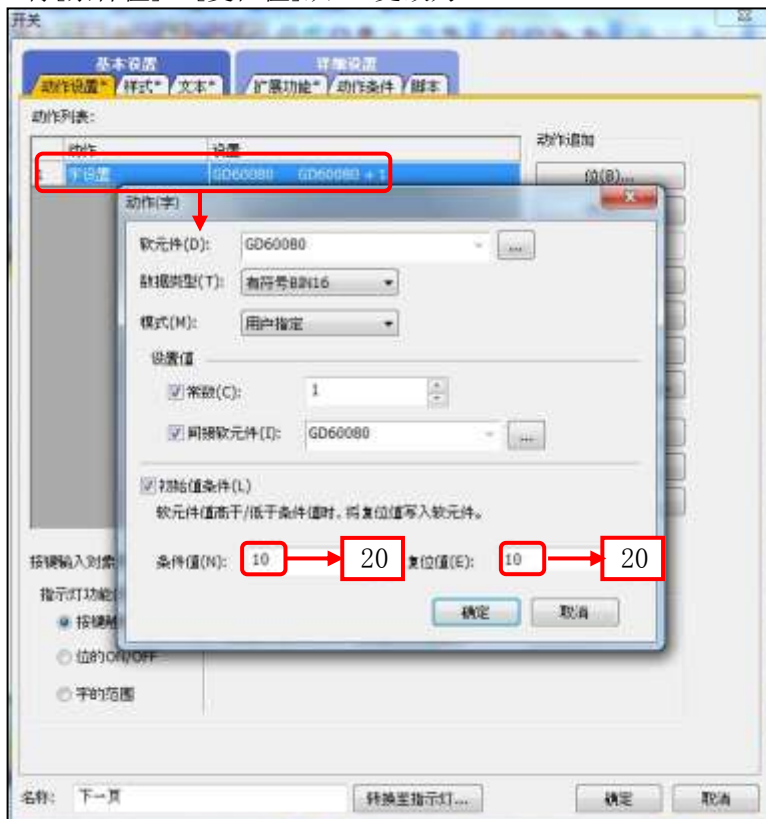 开关
基本设置 详细设置
动作设置* 样式* 文本* 扩展功能* 动作条件 脚本
动作列表:
动作 设置
动作追加
1 字设置 GD60080 GD60080 + 1
位(B)...
动作(字)
软元件(D): GD60080 ...
数据类型(T): 有符号BIN16
模式(M): 用户指定
设置值
常数(C): 1
间接软元件(I): GD60080 ...
初始值条件(L)
软元件值高于/低于条件值时,将复位值写入软元件。
条件值(N): 10 20 复位值(E): 10 20
确定 取消
按键输入对象
指示灯功能
按键触
位的ON/OFF
字的范围
名称: 下一页 转换至指示灯... 确定 取消